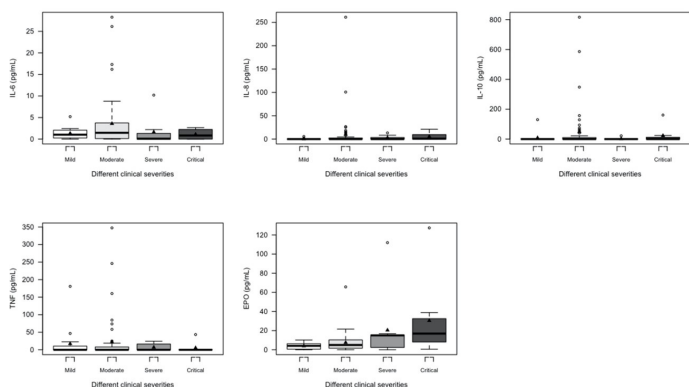 IL-6 (pg/mL)
25
20
15
10
5
0
Mild Moderate Severe Critical
Different clinical severities
IL-8 (pg/mL)
250
200
150
100
50
0
Mild Moderate Severe Critical
Different clinical severities
IL-10 (pg/mL)
800
600
400
200
0
Mild Moderate Severe Critical
Different clinical severities
TNF (pg/mL)
350
300
250
200
150
100
50
0
Mild Moderate Severe Critical
Different clinical severities
EPO (pg/mL)
120
100
80
60
40
20
0
Mild Moderate Severe Critical
Different clinical severities